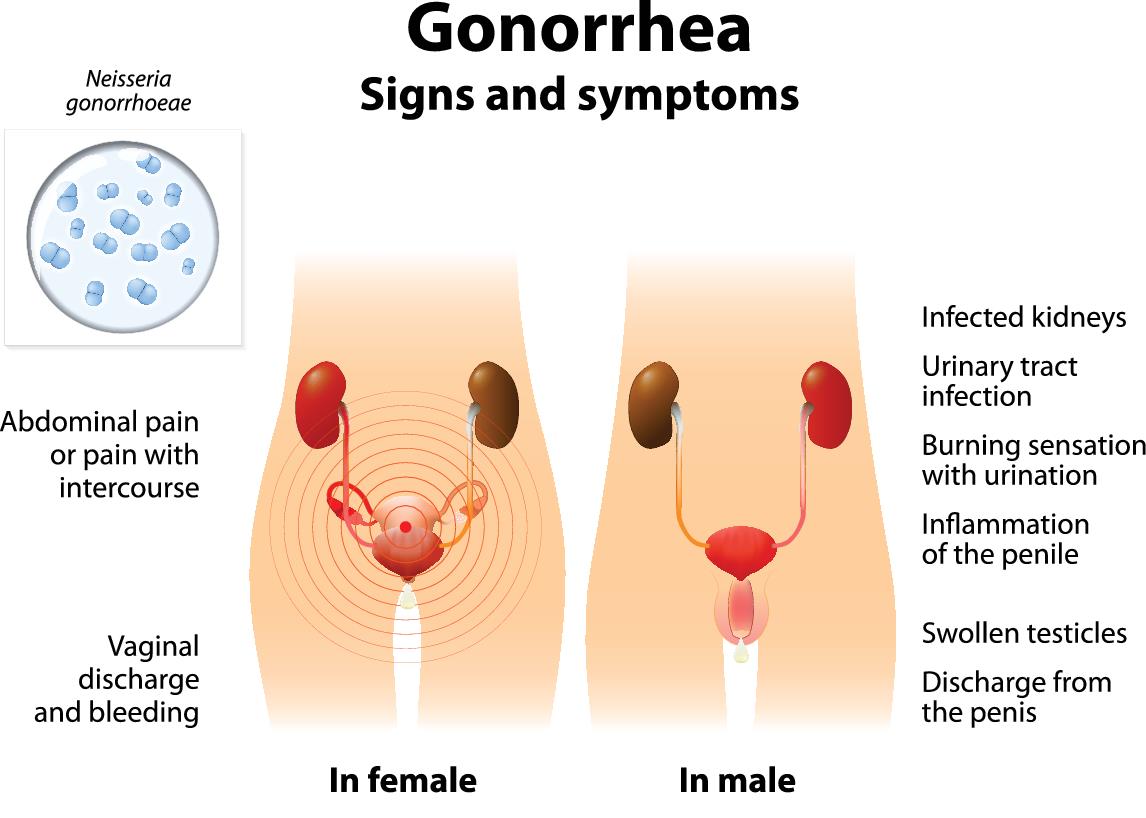 Gonorrhea
Signs and symptoms
Neisseria
gonorrhoeae
Abdominal pain
or pain with
intercourse
Vaginal
discharge
and bleeding
Infected kidneys
Urinary tract
infection
Burning sensation
with urination
Inflammation
of the penile
Swollen testicles
Discharge from
the penis
In female
In male